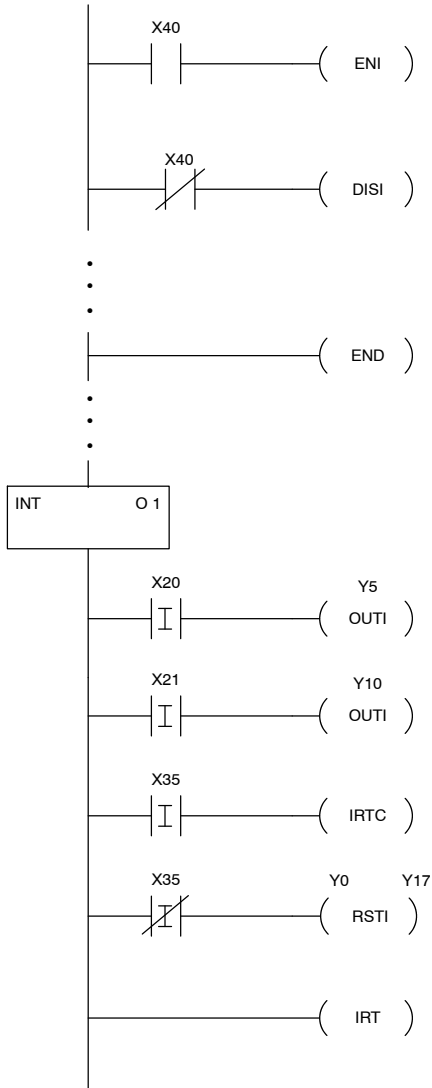 X40
ENI
X40
DISI
END
INT O 1
X20 Y5
OUTI
X21 Y10
OUTI
X35
IRTC
X35 Y0 Y17
RSTI
IRT